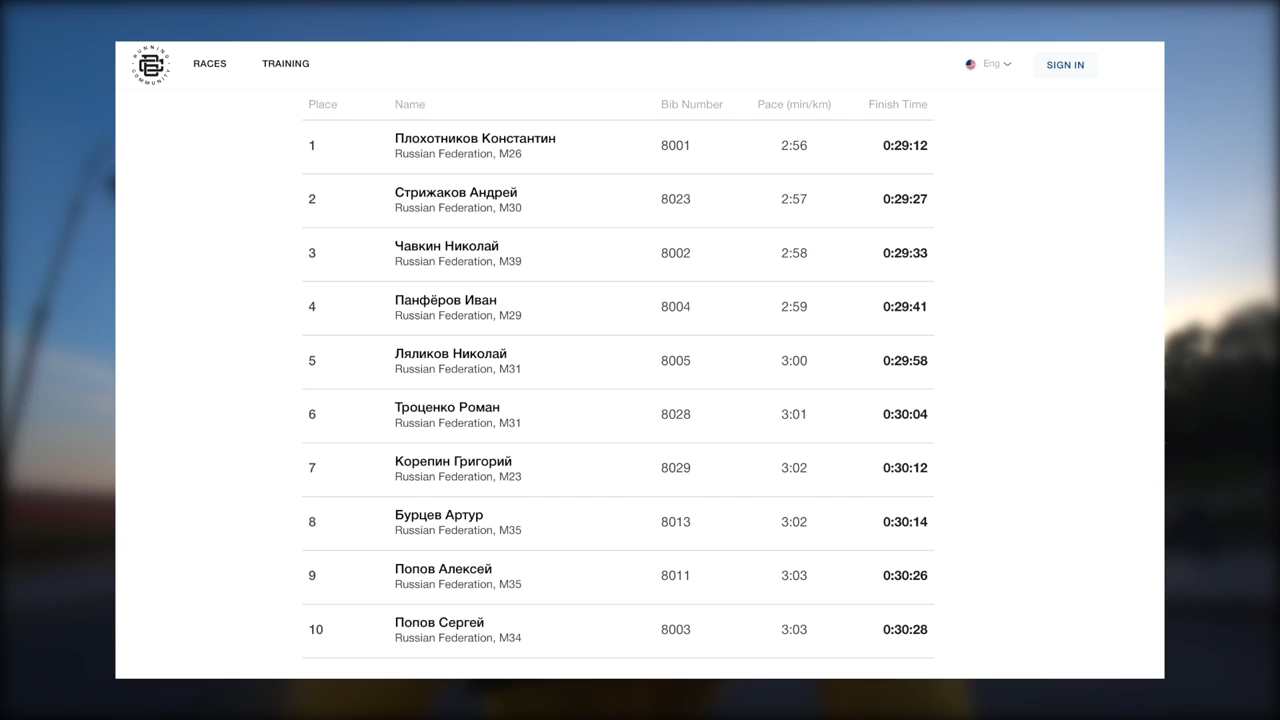 RUNNING COMMUNITY
RACES TRAINING Eng SIGN IN
Place Name Bib Number Pace (min/km) Finish Time
1 Плохотников Константин 8001 2:56 0:29:12
Russian Federation, M26
2 Стрижаков Андрей 8023 2:57 0:29:27
Russian Federation, M30
3 Чавкин Николай 8002 2:58 0:29:33
Russian Federation, M39
4 Панфёров Иван 8004 2:59 0:29:41
Russian Federation, M29
5 Ляликов Николай 8005 3:00 0:29:58
Russian Federation, M31
6 Троценко Роман 8028 3:01 0:30:04
Russian Federation, M31
7 Корепин Григорий 8029 3:02 0:30:12
Russian Federation, M23
8 Бурцев Артур 8013 3:02 0:30:14
Russian Federation, M35
9 Попов Алексей 8011 3:03 0:30:26
Russian Federation, M35
10 Попов Сергей 8003 3:03 0:30:28
Russian Federation, M34